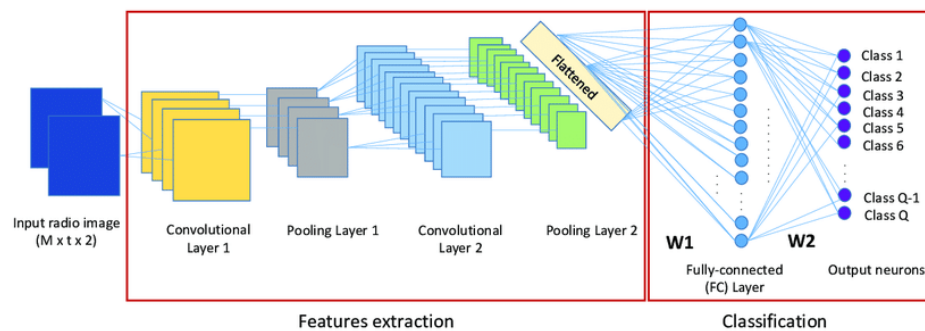 Input radio image
(M x t x 2)
Convolutional
Layer 1
Pooling Layer 1
Convolutional
Layer 2
Pooling Layer 2
Flattened
W1
Fully-connected
(FC) Layer
W2
Class 1
Class 2
Class 3
Class 4
Class 5
Class 6
Class Q-1
Class Q
Output neurons
Features extraction
Classification